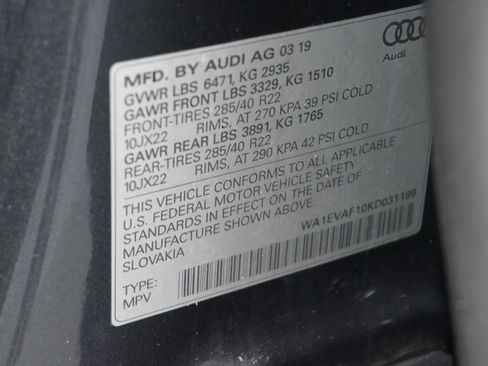 MFD. BY AUDI AG 03 19
GVWR LBS 6471, KG 2935
GAWR FRONT LBS 3329, KG 1510
FRONT-TIRES 285/40 R22
10JX22 RIMS, AT 270 KPA 39 PSI COLD
GAWR REAR LBS 3891, KG 1765
REAR-TIRES 285/40 R22
10JX22 RIMS, AT 290 KPA 42 PSI COLD
THIS VEHICLE CONFORMS TO ALL APPLICABLE
U.S. FEDERAL MOTOR VEHICLE SAFETY
STANDARDS IN EFFECT ON THE DATE OF
MANUFACTURE SHOWN ABOVE.
SLOVAKIA
WA1EVAF10KD031199
TYPE:
MPV
Audi